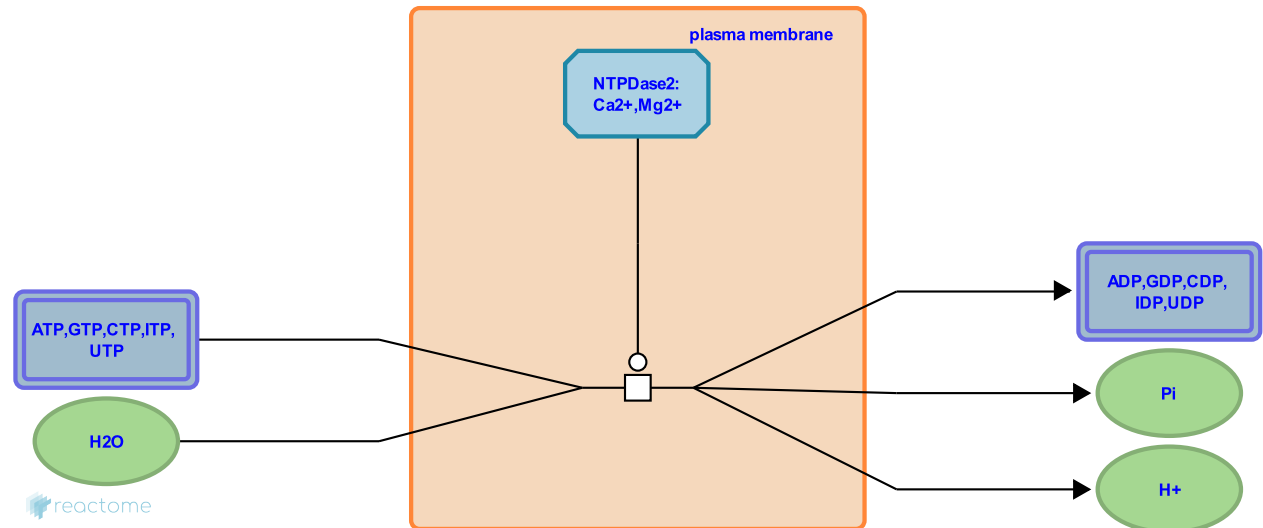 plasma membrane
NTPDase2:
Ca2+,Mg2+
ATP,GTP,CTP,ITP,
UTP
H2O
ADP,GDP,CDP,
IDP,UDP
Pi
H+
reactome